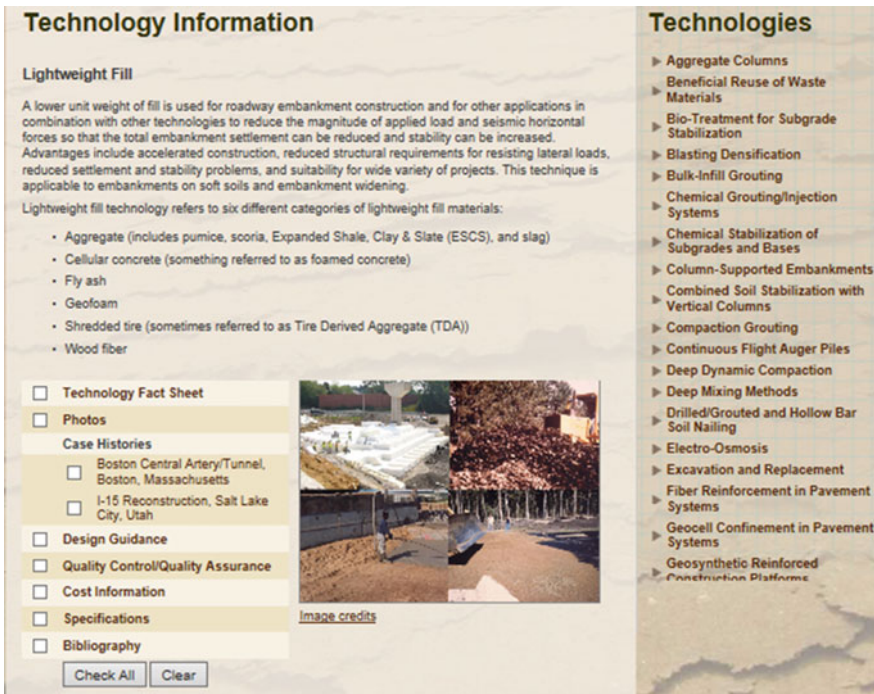 Technology Information
Lightweight Fill
A lower unit weight of fill is used for roadway embankment construction and for other applications in
combination with other technologies to reduce the magnitude of applied load and seismic horizontal
forces so that the total embankment settlement can be reduced and stability can be increased.
Advantages include accelerated construction, reduced structural requirements for resisting lateral loads,
reduced settlement and stability problems, and suitability for wide variety of projects. This technique is
applicable to embankments on soft soils and embankment widening.
Lightweight fill technology refers to six different categories of lightweight fill materials:
• Aggregate (includes pumice, scoria, Expanded Shale, Clay & Slate (ESCS), and slag)
• Cellular concrete (something referred to as foamed concrete)
• Fly ash
• Geofoam
• Shredded tire (sometimes referred to as Tire Derived Aggregate (TDA))
• Wood fiber
Technology Fact Sheet
Photos
Case Histories
Boston Central Artery/Tunnel,
Boston, Massachusetts
I-15 Reconstruction, Salt Lake
City, Utah
Design Guidance
Quality Control/Quality Assurance
Cost Information
Specifications
Bibliography
Check All Clear
Image credits
Technologies
Aggregate Columns
Beneficial Reuse of Waste
Materials
Bio-Treatment for Subgrade
Stabilization
Blasting Densification
Bulk-Infill Grouting
Chemical Grouting/Injection
Systems
Chemical Stabilization of
Subgrades and Bases
Column-Supported Embankments
Combined Soil Stabilization with
Vertical Columns
Compaction Grouting
Continuous Flight Auger Piles
Deep Dynamic Compaction
Deep Mixing Methods
Drilled/Grouted and Hollow Bar
Soil Nailing
Electro-Osmosis
Excavation and Replacement
Fiber Reinforcement in Pavement
Systems
Geocell Confinement in Pavement
Systems
Geosynthetic Reinforced
Construction Platforms